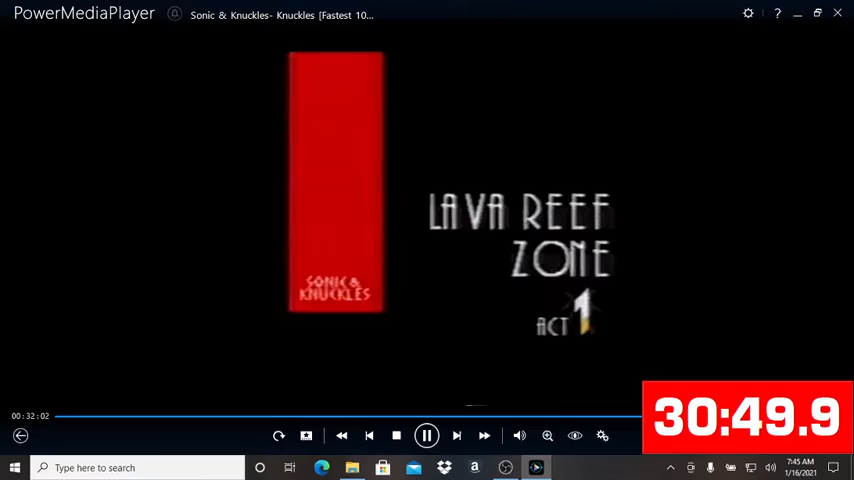 PowerMediaPlayer
Sonic & Knuckles- Knuckles [Fastest 10...
SONIC &
KNUCKLES
LAVA REEF
ZONE
ACT 1
00:32:02
30:49.9
Type here to search
7:45 AM
1/16/2021